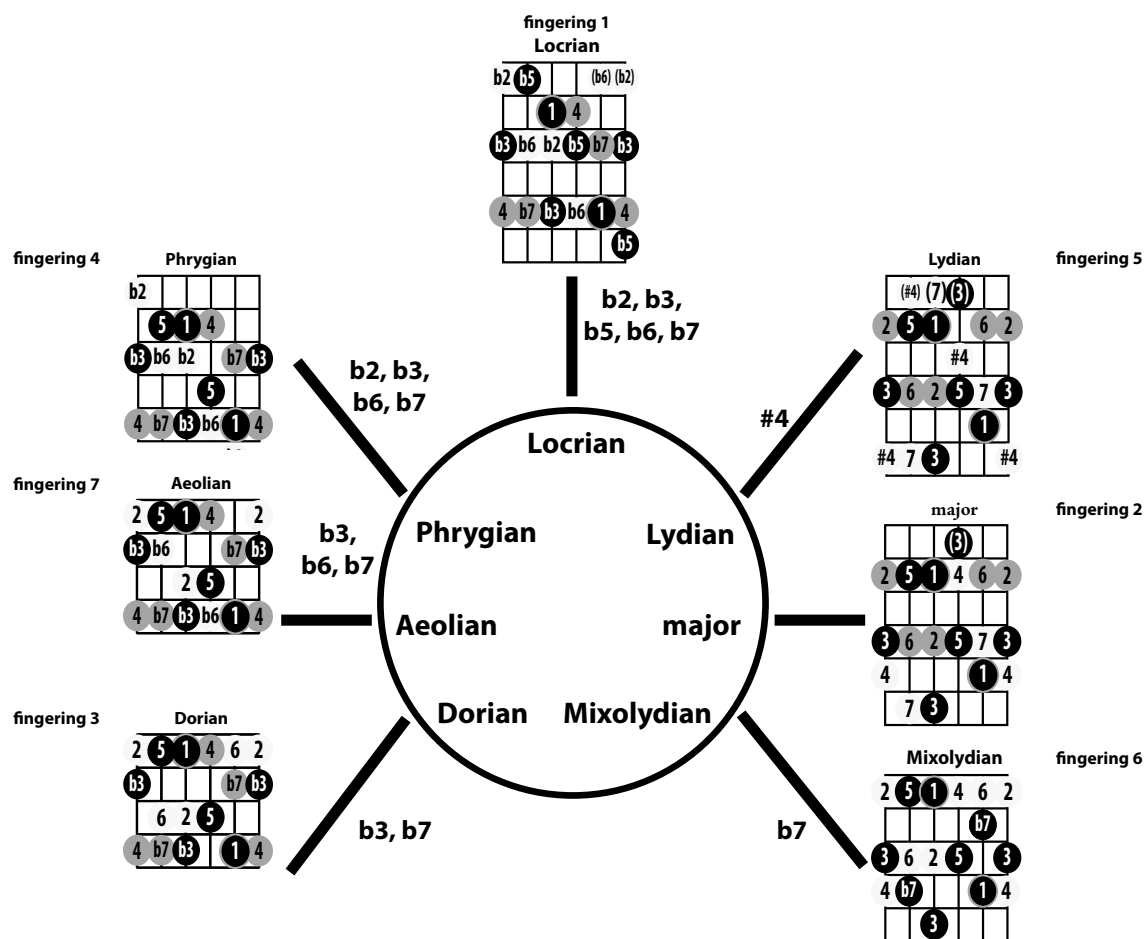 fingering 1
Locrian
b2 b5 (b6) (b2)
1 4
b3 b6 b2 b5 b7 b3
4 b7 b3 b6 1 4
b5
b2, b3,
b5, b6, b7
fingering 4
Phrygian
b2
5 1 4
b3 b6 b2 b7 b3
5
4 b7 b3 b6 1 4
b2, b3,
b6, b7
fingering 5
Lydian
(#4) (7) (3)
2 5 1 6 2
#4
3 6 2 5 7 3
1
#4 7 3 #4
#4
fingering 7
Aeolian
2 5 1 4 2
b3 b6 b7 b3
2 5
4 b7 b3 b6 1 4
b3,
b6, b7
fingering 2
major
(3)
2 5 1 4 6 2
3 6 2 5 7 3
4 1 4
7 3
fingering 3
Dorian
2 5 1 4 6 2
b3 b7 b3
6 2 5
4 b7 b3 1 4
b3, b7
fingering 6
Mixolydian
2 5 1 4 6 2
b7
3 6 2 5 3
4 b7 1 4
3
b7
Locrian
Phrygian
Lydian
Aeolian
major
Dorian
Mixolydian